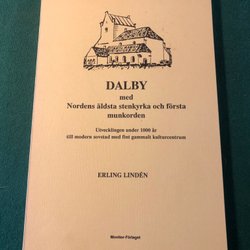 DALBY
med
Nordens äldsta stenkyrka och första
munkorden
Utvecklingen under 1000 år
till modern sovstad med fint gammalt kulturcentrum
ERLING LINDÉN
Monitor-Förlaget